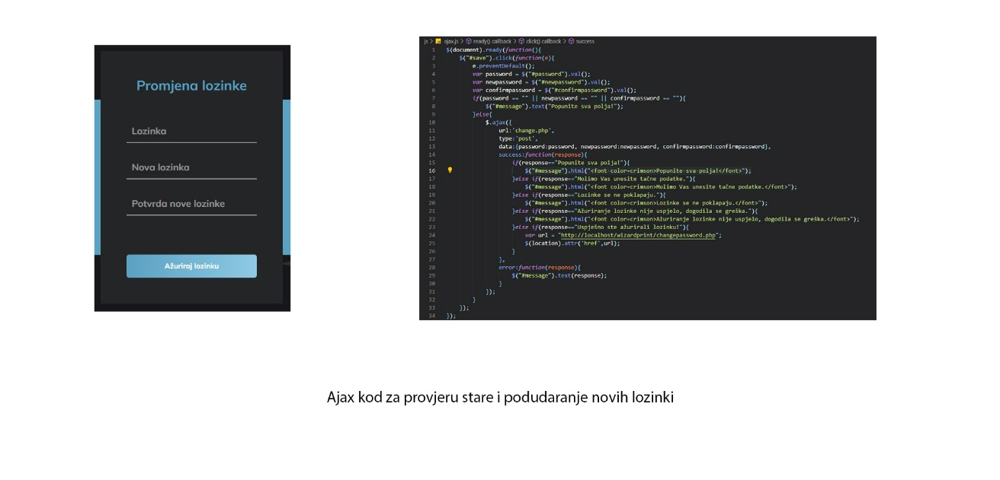 Promjena lozinke
Lozinka
Nova lozinka
Potvrda nove lozinke
Ažuriraj lozinku
js > ajax.js > ready() callback > click() callback > success
1 $(document).ready(function(){
2 $("#save").click(function(e){
3 e.preventDefault();
4 var password = $("#password").val();
5 var newpassword = $("#newpassword").val();
6 var confirmpassword = $("#confirmpassword").val();
7 if(password == "" || newpassword == "" || confirmpassword == ""){
8 $("#message").text("Popunite sva polja!");
9 }else{
10 $.ajax({
11 url:'change.php',
12 type:'post',
13 data:{password:password, newpassword:newpassword, confirmpassword:confirmpassword},
14 success:function(response){
15 if(response=="Popunite sva polja!"){
16 $("#message").html("<font color=crimson>Popunite sva polja!</font>");
17 }else if(response=="Molimo Vas unesite tačne podatke."){
18 $("#message").html("<font color=crimson>Molimo Vas unesite tačne podatke.</font>");
19 }else if(response=="Lozinke se ne poklapaju."){
20 $("#message").html("<font color=crimson>Lozinke se ne poklapaju.</font>");
21 }else if(response=="Ažuriranje lozinke nije uspjelo, dogodila se greška."){
22 $("#message").html("<font color=crimson>Ažuriranje lozinke nije uspjelo, dogodila se greška.</font>");
23 }else if(response=="Uspješno ste ažurirali lozinku!"){
24 var url = "http://localhost/wizardprint/changepassword.php";
25 $(location).attr('href',url);
26 }
27 },
28 error:function(response){
29 $("#message").text(response);
30 }
31 });
32 }
33 });
34 });
Ajax kod za provjeru stare i podudaranje novih lozinki